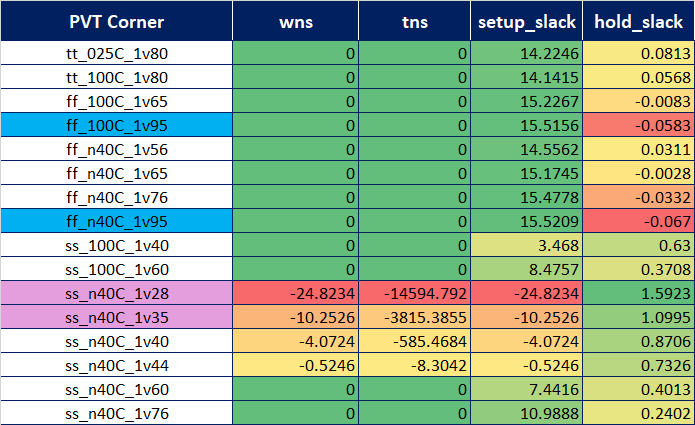 PVT Corner wns tns setup_slack hold_slack
tt_025C_1v80 0 0 14.2246 0.0813
tt_100C_1v80 0 0 14.1415 0.0568
ff_100C_1v65 0 0 15.2267 -0.0083
ff_100C_1v95 0 0 15.5156 -0.0583
ff_n40C_1v56 0 0 14.5562 0.0311
ff_n40C_1v65 0 0 15.1745 -0.0028
ff_n40C_1v76 0 0 15.4778 -0.0332
ff_n40C_1v95 0 0 15.5209 -0.067
ss_100C_1v40 0 0 3.468 0.63
ss_100C_1v60 0 0 8.4757 0.3708
ss_n40C_1v28 -24.8234 -14594.792 -24.8234 1.5923
ss_n40C_1v35 -10.2526 -3815.3855 -10.2526 1.0995
ss_n40C_1v40 -4.0724 -585.4684 -4.0724 0.8706
ss_n40C_1v44 -0.5246 -8.3042 -0.5246 0.7326
ss_n40C_1v60 0 0 7.4416 0.4013
ss_n40C_1v76 0 0 10.9888 0.2402